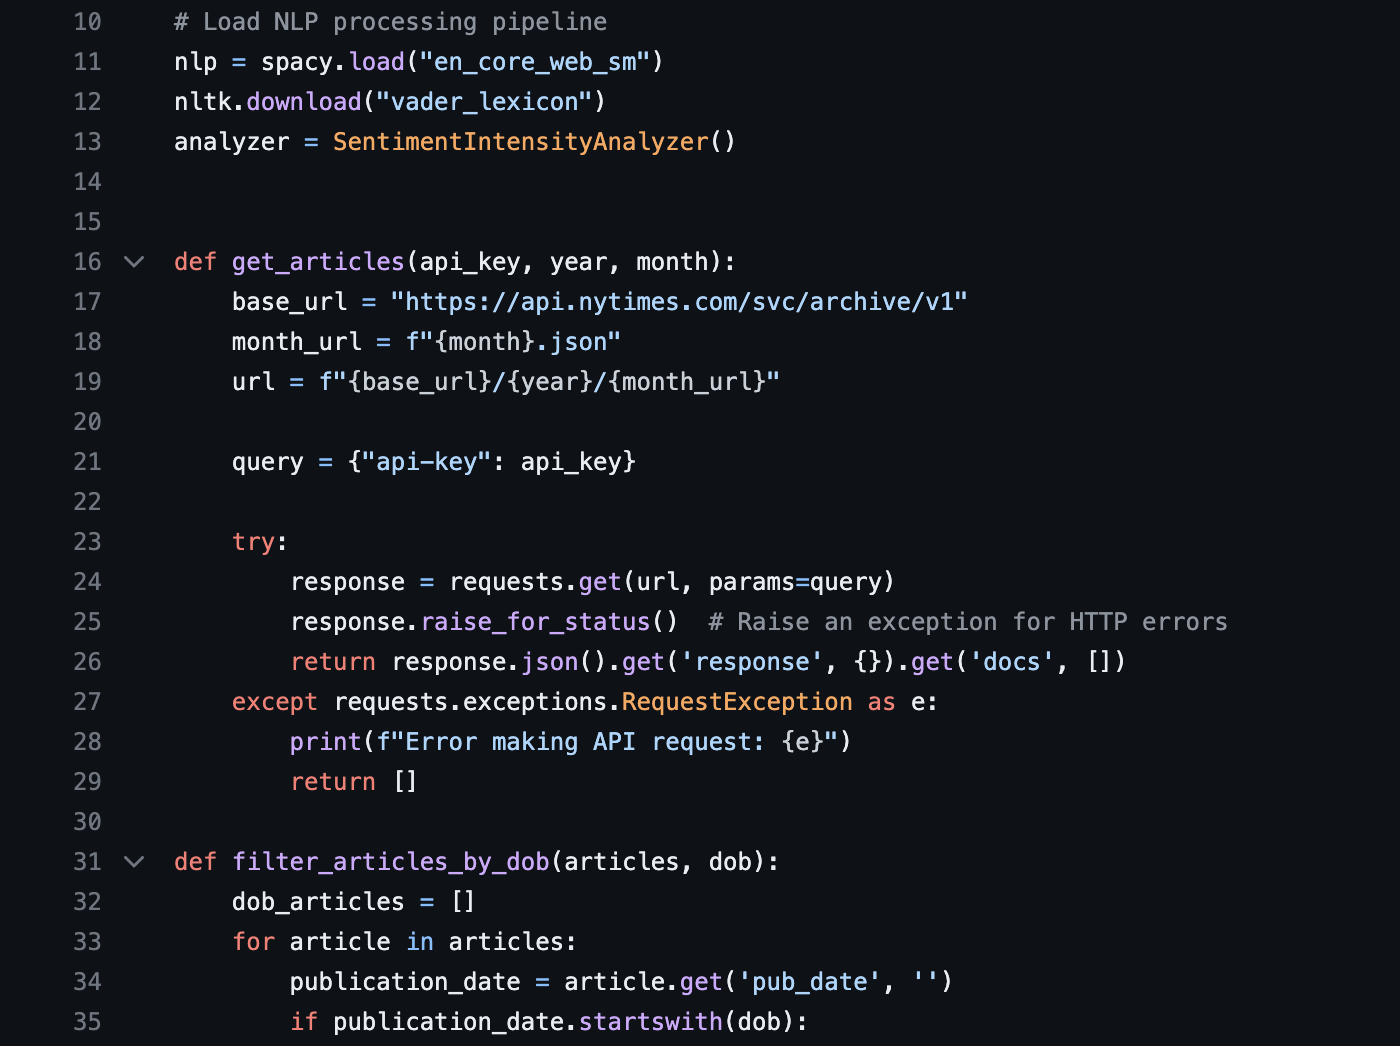 10 # Load NLP processing pipeline
11 nlp = spacy.load("en_core_web_sm")
12 nltk.download("vader_lexicon")
13 analyzer = SentimentIntensityAnalyzer()
14
15
16 def get_articles(api_key, year, month):
17     base_url = "https://api.nytimes.com/svc/archive/v1"
18     month_url = f"{month}.json"
19     url = f"{base_url}/{year}/{month_url}"
20
21     query = {"api-key": api_key}
22
23     try:
24         response = requests.get(url, params=query)
25         response.raise_for_status()  # Raise an exception for HTTP errors
26         return response.json().get('response', {}).get('docs', [])
27     except requests.exceptions.RequestException as e:
28         print(f"Error making API request: {e}")
29         return []
30
31 def filter_articles_by_dob(articles, dob):
32     dob_articles = []
33     for article in articles:
34         publication_date = article.get('pub_date', '')
35         if publication_date.startswith(dob):